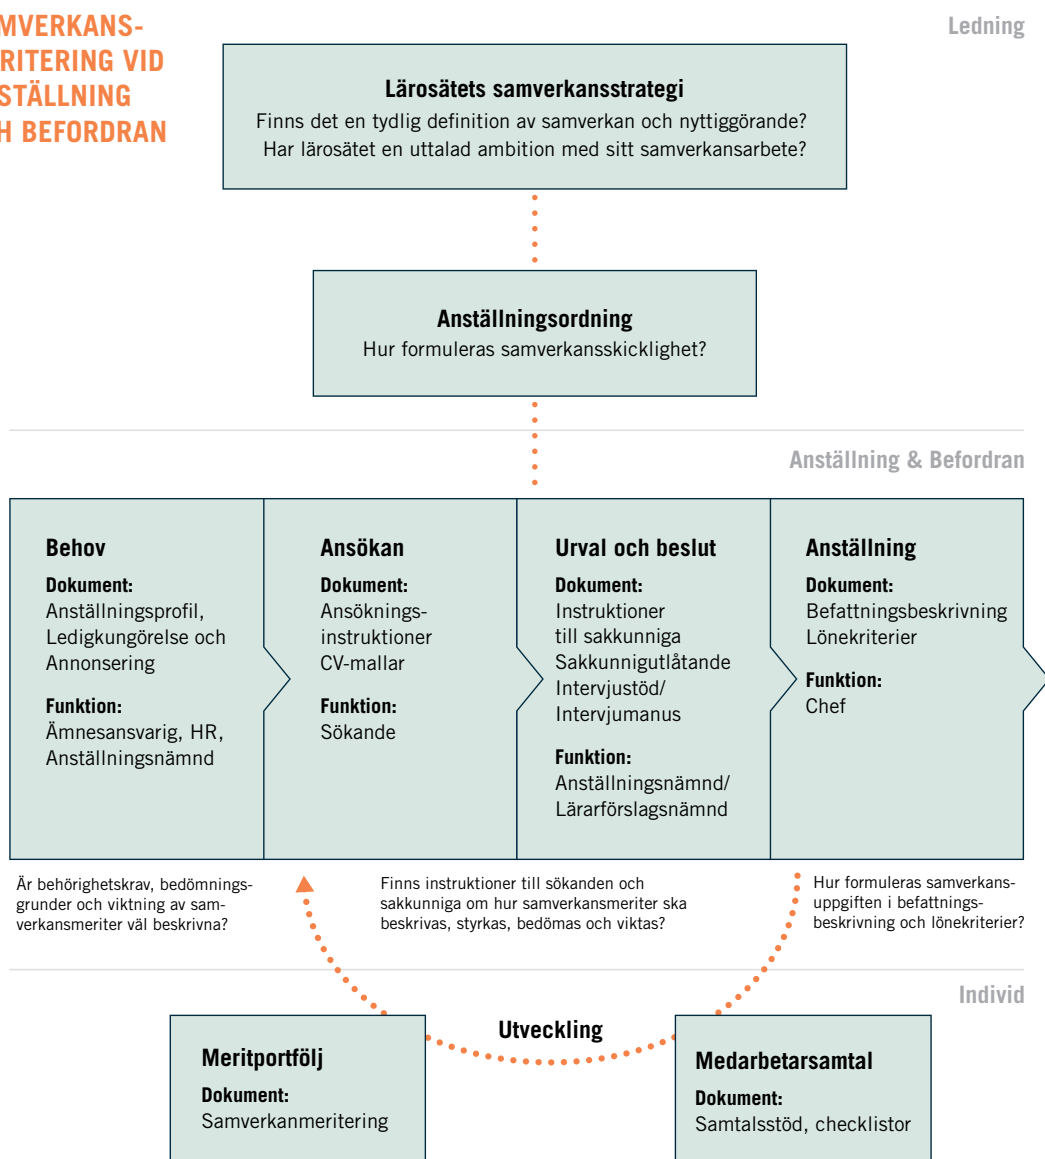 MVERKANS-
RITERING VID
STÄLLNING
H BEFORDRAN
Ledning
Lärosätets samverkansstrategi
Finns det en tydlig definition av samverkan och nyttiggörande?
Har lärosätet en uttalad ambition med sitt samverkansarbete?
Anställningsordning
Hur formuleras samverkansskicklighet?
Anställning & Befordran
Behov
Dokument:
Anställningsprofil,
Ledigkungörelse och
Annonsering
Funktion:
Ämnesansvarig, HR,
Anställningsnämnd
Ansökan
Dokument:
Ansöknings-
instruktioner
CV-mallar
Funktion:
Sökande
Urval och beslut
Dokument:
Instruktioner
till sakkunniga
Sakkunnigutlåtande
Intervjustöd/
Intervjumanus
Funktion:
Anställningsnämnd/
Lärarförslagsnämnd
Anställning
Dokument:
Befattningsbeskrivning
Lönekriterier
Funktion:
Chef
Är behörighetskrav, bedömnings-
grunder och viktning av sam-
verkansmeriter väl beskrivna?
Finns instruktioner till sökanden och
sakkunniga om hur samverkansmeriter ska
beskrivas, styrkas, bedömas och viktas?
Hur formuleras samverkans-
uppgiften i befattnings-
beskrivning och lönekriterier?
Individ
Utveckling
Meritportfölj
Dokument:
Samverkanmeritering
Medarbetarsamtal
Dokument:
Samtalsstöd, checklistor